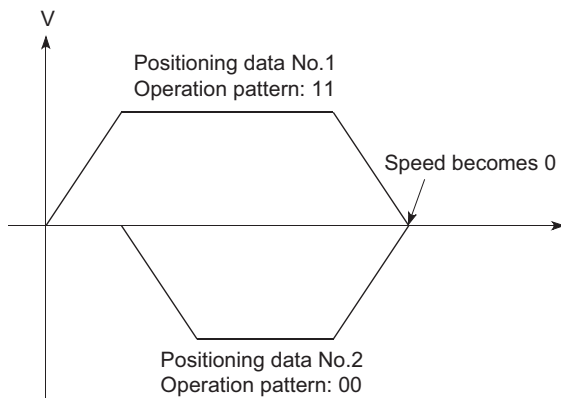 V
Positioning data No.1
Operation pattern: 11
Speed becomes 0
Positioning data No.2
Operation pattern: 00